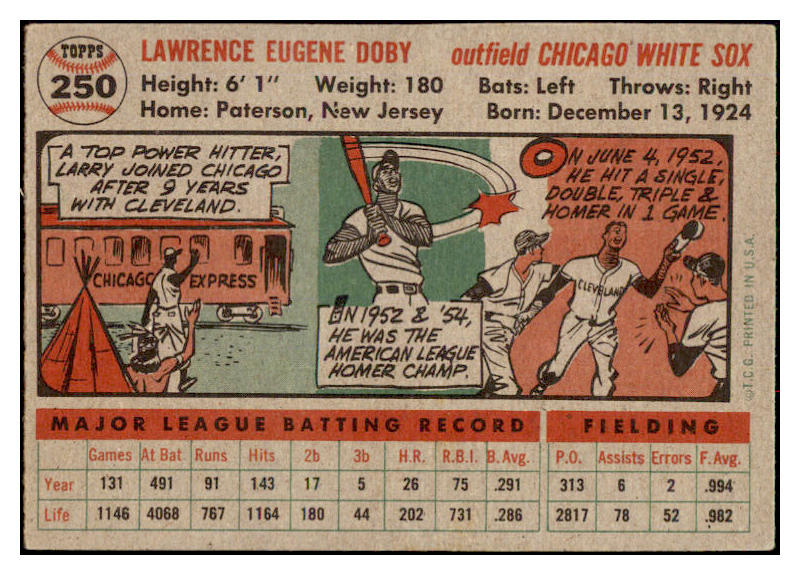 TOPPS
250
LAWRENCE EUGENE DOBY outfield CHICAGO WHITE SOX
Height: 6' 1" Weight: 180 Bats: Left Throws: Right
Home: Paterson, New Jersey Born: December 13, 1924
A TOP POWER HITTER,
LARRY JOINED CHICAGO
AFTER 9 YEARS
WITH CLEVELAND.
CHICAGO EXPRESS
IN 1952 & '54,
HE WAS THE
AMERICAN LEAGUE
HOMER CHAMP.
ON JUNE 4, 1952,
HE HIT A SINGLE,
DOUBLE, TRIPLE &
HOMER IN 1 GAME.
CLEVELAND
©T.C.G. PRINTED IN U.S.A.
MAJOR LEAGUE BATTING RECORD FIELDING
Games At Bat Runs Hits 2b 3b H.R. R.B.I. B. Avg. P.O. Assists Errors F. Avg.
Year 131 491 91 143 17 5 26 75 .291 313 6 2 .994
Life 1146 4068 767 1164 180 44 202 731 .286 2817 78 52 .982